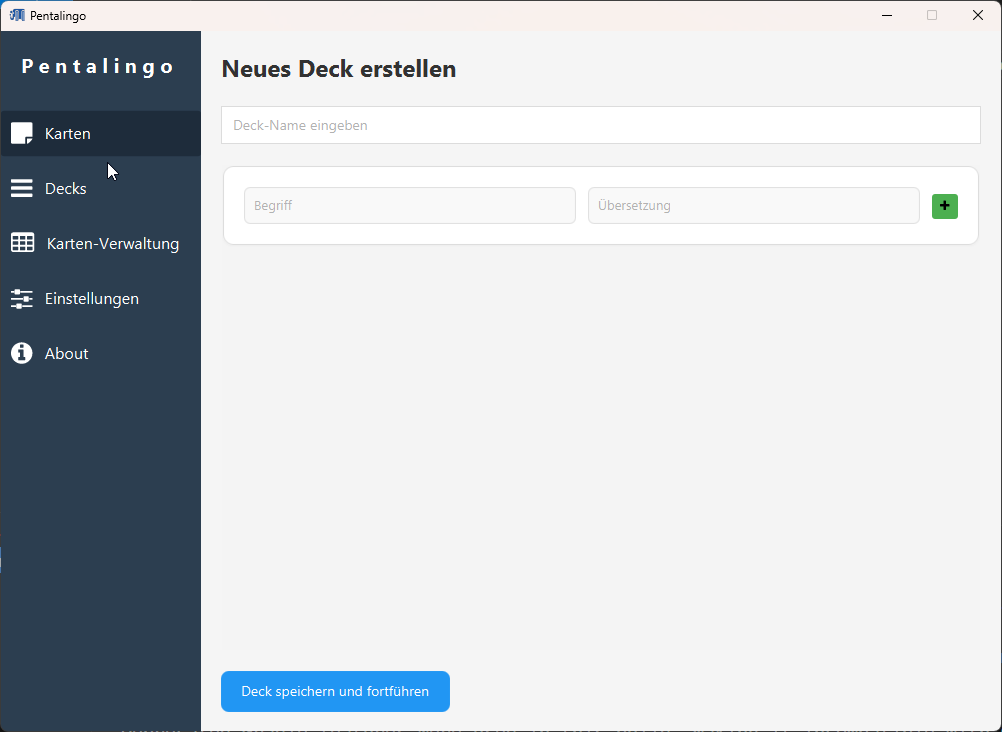 Pentalingo
Pentalingo
Karten
Decks
Karten-Verwaltung
Einstellungen
About
Neues Deck erstellen
Deck-Name eingeben
Begriff
Übersetzung
+
Deck speichern und fortführen